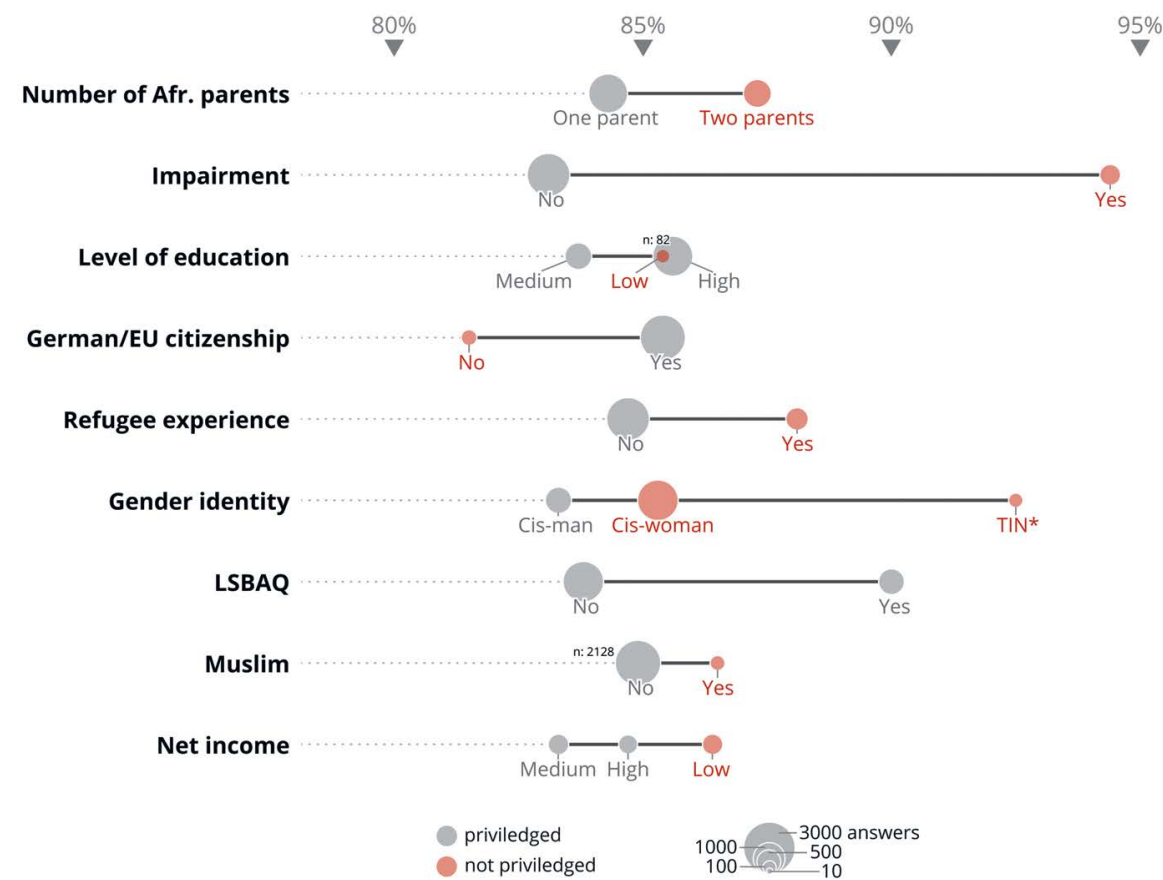 80% 85% 90% 95%
Number of Afr. parents
One parent Two parents
Impairment
No Yes
n: 82
Level of education
Medium Low High
German/EU citizenship
No Yes
Refugee experience
No Yes
Gender identity
Cis-man Cis-woman TIN*
LSBAQ
No Yes
n: 2128
Muslim
No Yes
Net income
Medium High Low
priviledged
not priviledged
3000 answers
1000 500
100 10